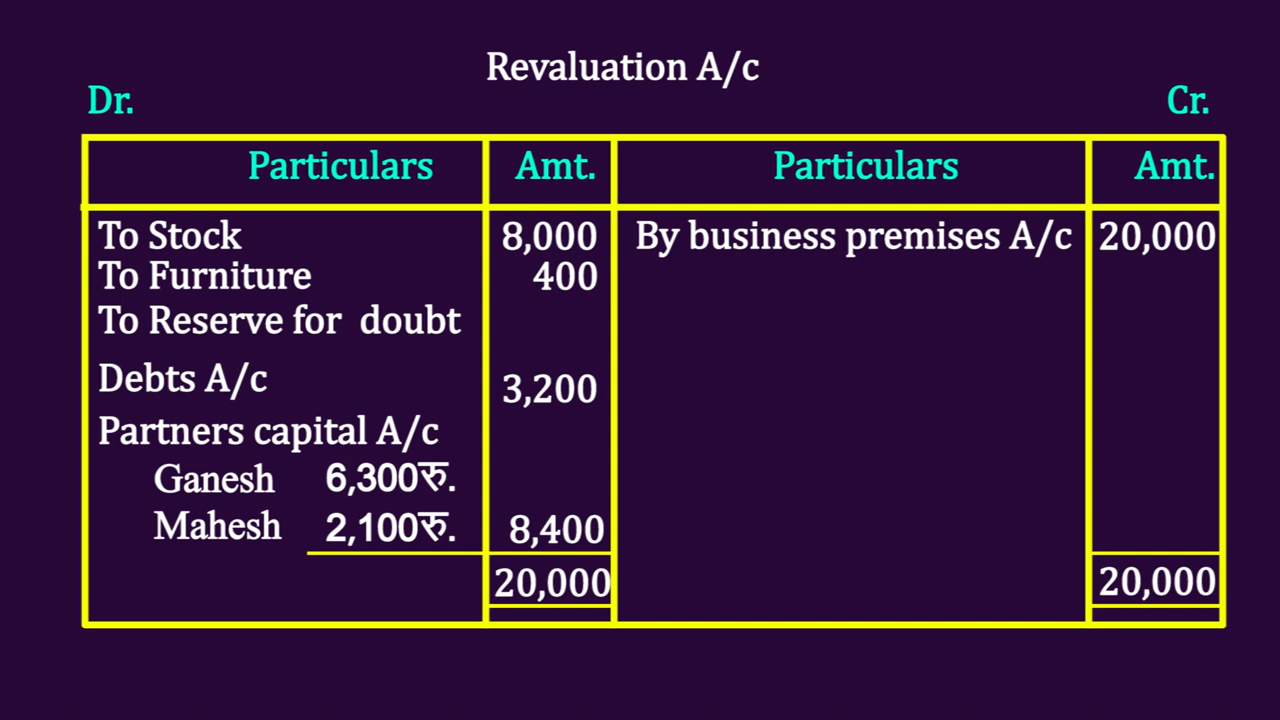 Revaluation A/c
Dr. Cr.
Particulars Amt. Particulars Amt.
To Stock 8,000 By business premises A/c 20,000
To Furniture 400
To Reserve for doubt
Debts A/c 3,200
Partners capital A/c
Ganesh 6,300रु.
Mahesh 2,100रु. 8,400
20,000 20,000